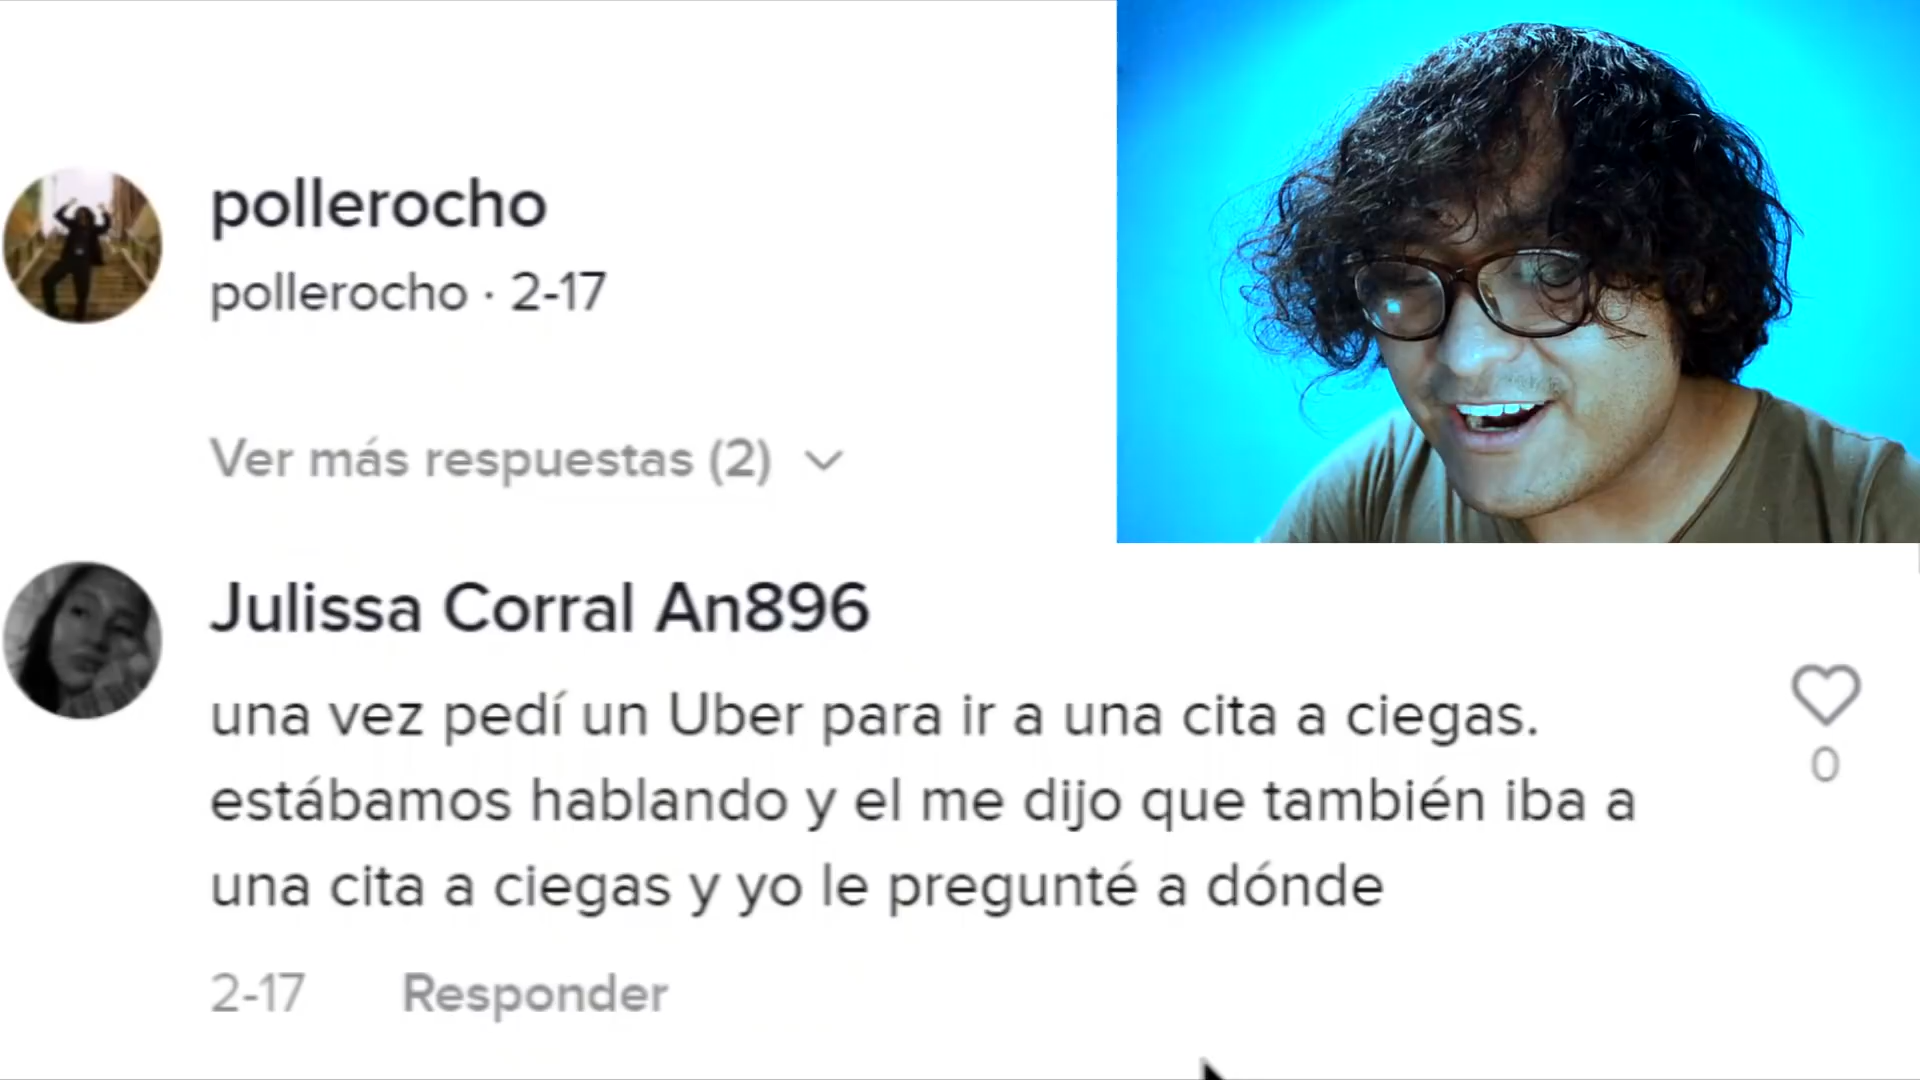 pollerocho
pollerocho · 2-17
Ver más respuestas (2)
Julissa Corral An896
una vez pedí un Uber para ir a una cita a ciegas.
estábamos hablando y el me dijo que también iba a
una cita a ciegas y yo le pregunté a dónde
0
2-17 Responder